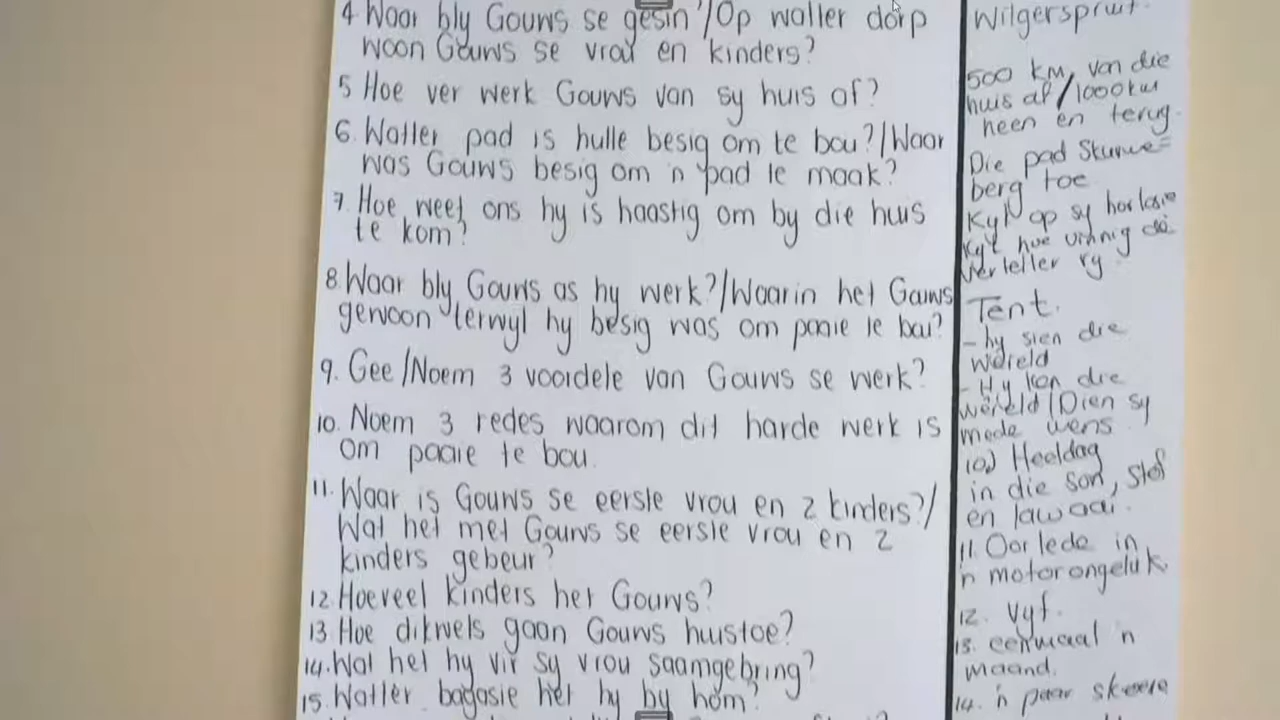 4 Waar bly Gouws se gesin /Op watter dorp
woon Gouws se vrou en kinders?
5 Hoe ver werk Gouws van sy huis af?
6. Watter pad is hulle besig om te bou?/Waar
was Gouws besig om 'n pad te maak?
7. Hoe weet ons hy is haastig om by die huis
te kom?
8. Waar bly Gouws as hy werk?/Waarin het Gouws
gewoon terwyl hy besig was om paaie te bou?
9. Gee /Noem 3 voordele van Gouws se werk?
10. Noem 3 redes waarom dit harde werk is
om paaie te bou.
11. Waar is Gouws se eerste vrou en 2 kinders?/
Wat het met Gouws se eerste vrou en 2
kinders gebeur?
12 Hoeveel kinders het Gouws?
13 Hoe dikwels gaan Gouws huistoe?
14. Wat het hy vir sy vrou saamgebring?
15. Watter bagasie het hy by hom?
Wilgerspruit.
500 km van die
huis af/1000km
heen en terug.
Die pad Skurwe=
berg toe
Kyk op sy horlosie
Kyk hoe vinnig die
verteller ry
Tent.
- hy sien die
wêreld
- Hy kan die
wêreld/Dien sy
mede mens.
10) Heeldag
in die son, stof
en lawaai.
11. Oorlede in
'n motorongeluk
12. Vyf.
13. eenmaal 'n
maand.
14. 'n paar skoene